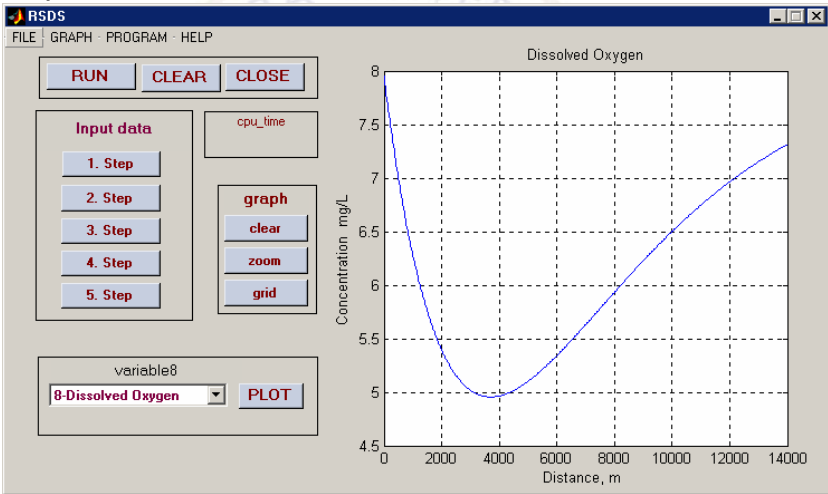 RSDS
FILE GRAPH PROGRAM HELP
RUN CLEAR CLOSE
Input data
1. Step
2. Step
3. Step
4. Step
5. Step
cpu_time
graph
clear
zoom
grid
variable8
8-Dissolved Oxygen PLOT
Dissolved Oxygen
Concentration mg/L
8
7.5
7
6.5
6
5.5
5
4.5
0 2000 4000 6000 8000 10000 12000 14000
Distance, m